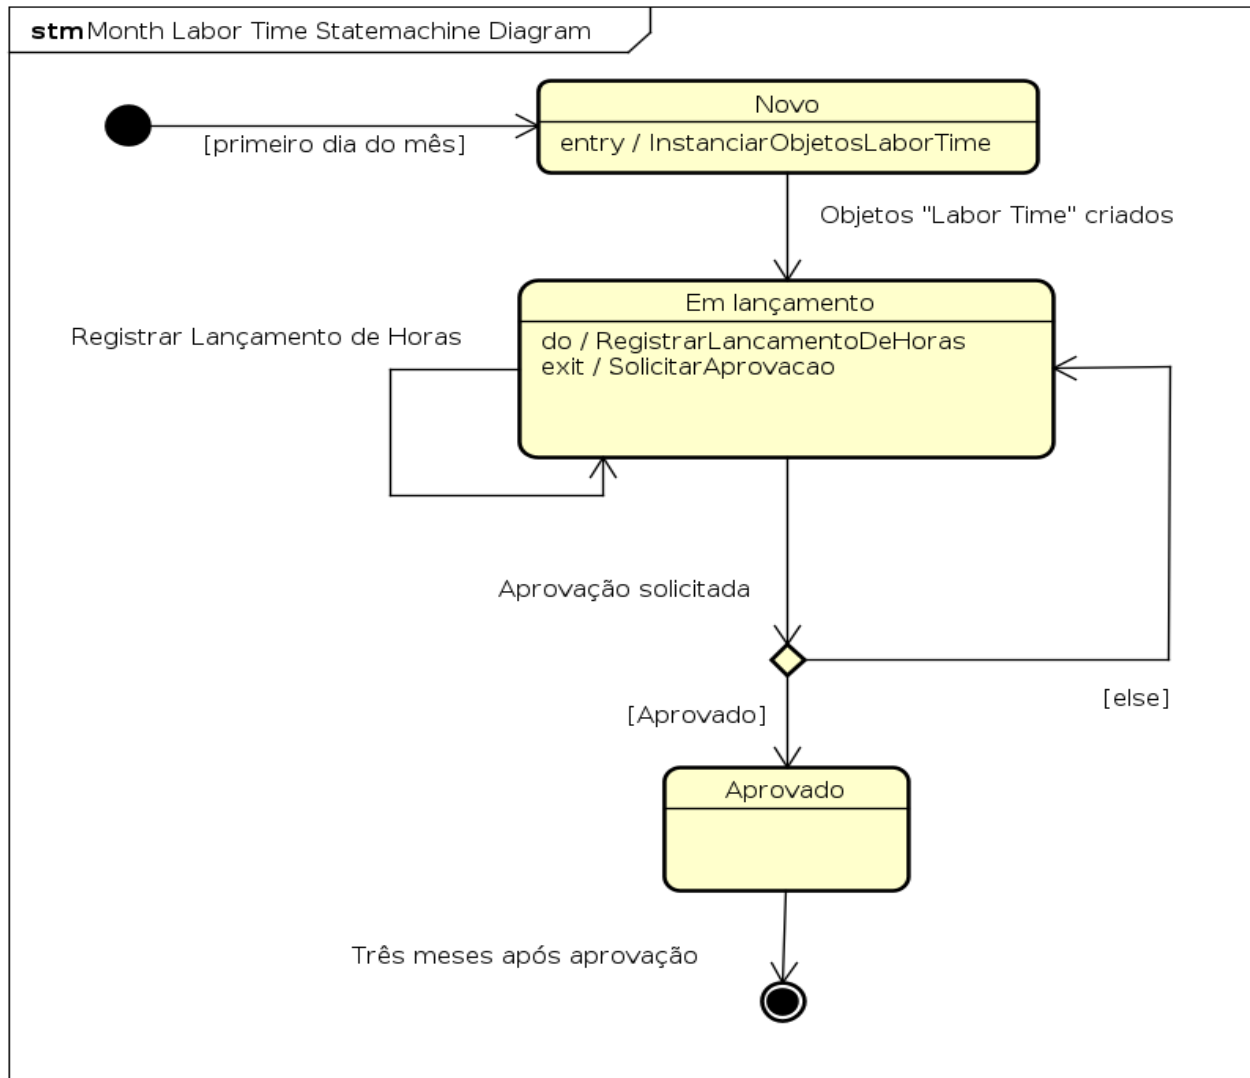 stm Month Labor Time Statemachine Diagram
Novo
[primeiro dia do mês]
entry / InstanciarObjetosLaborTime
Objetos "Labor Time" criados
Em lançamento
Registrar Lançamento de Horas
do / RegistrarLancamentoDeHoras
exit / SolicitarAprovacao
Aprovação solicitada
[else]
[Aprovado]
Aprovado
Três meses após aprovação